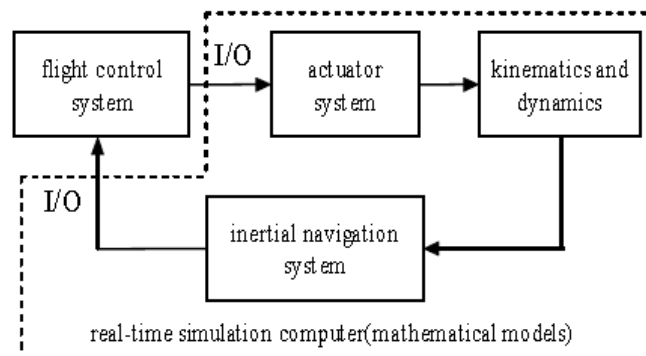 flight control
system
I/O
actuator
system
kinematics and
dynamics
I/O
inertial navigation
system
real-time simulation computer(mathematical models)